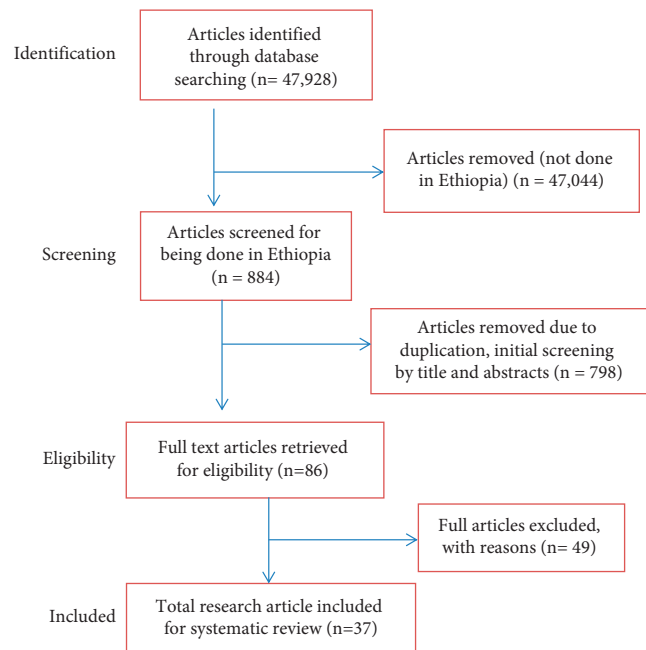 Identification
Articles identified
through database
searching (n= 47,928)
Articles removed (not done
in Ethiopia) (n = 47,044)
Screening
Articles screened for
being done in Ethiopia
(n = 884)
Articles removed due to
duplication, initial screening
by title and abstracts (n = 798)
Eligibility
Full text articles retrieved
for eligibility (n=86)
Full articles excluded,
with reasons (n= 49)
Included
Total research article included
for systematic review (n=37)